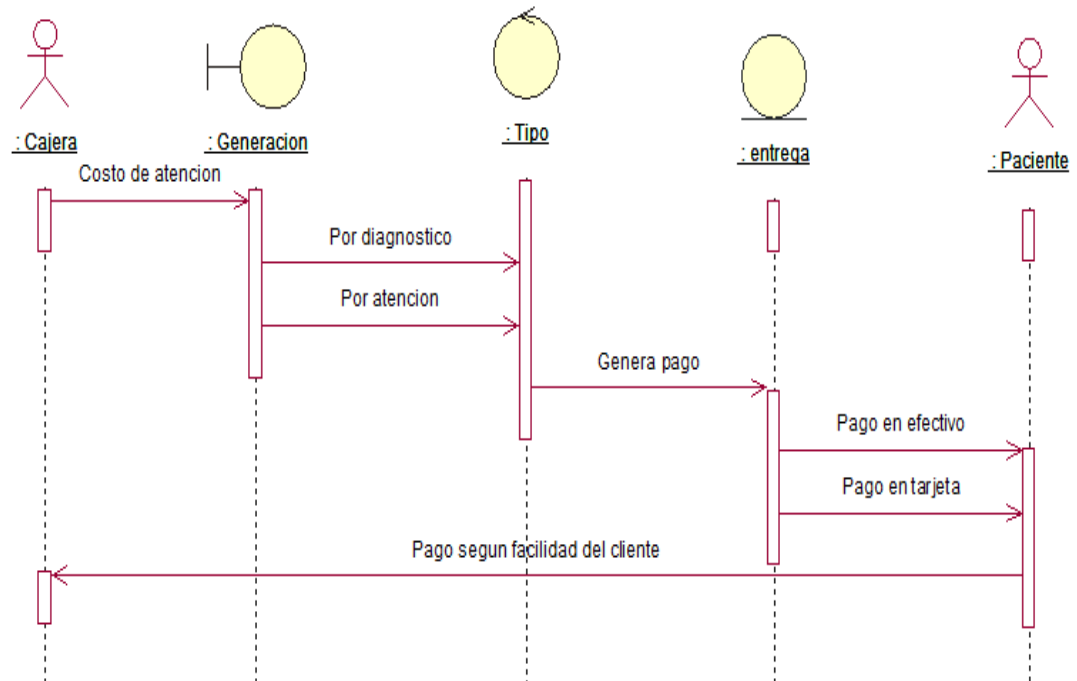 : Cajera
: Generacion
: Tipo
: entrega
: Paciente
Costo de atencion
Por diagnostico
Por atencion
Genera pago
Pago en efectivo
Pago en tarjeta
Pago segun facilidad del cliente